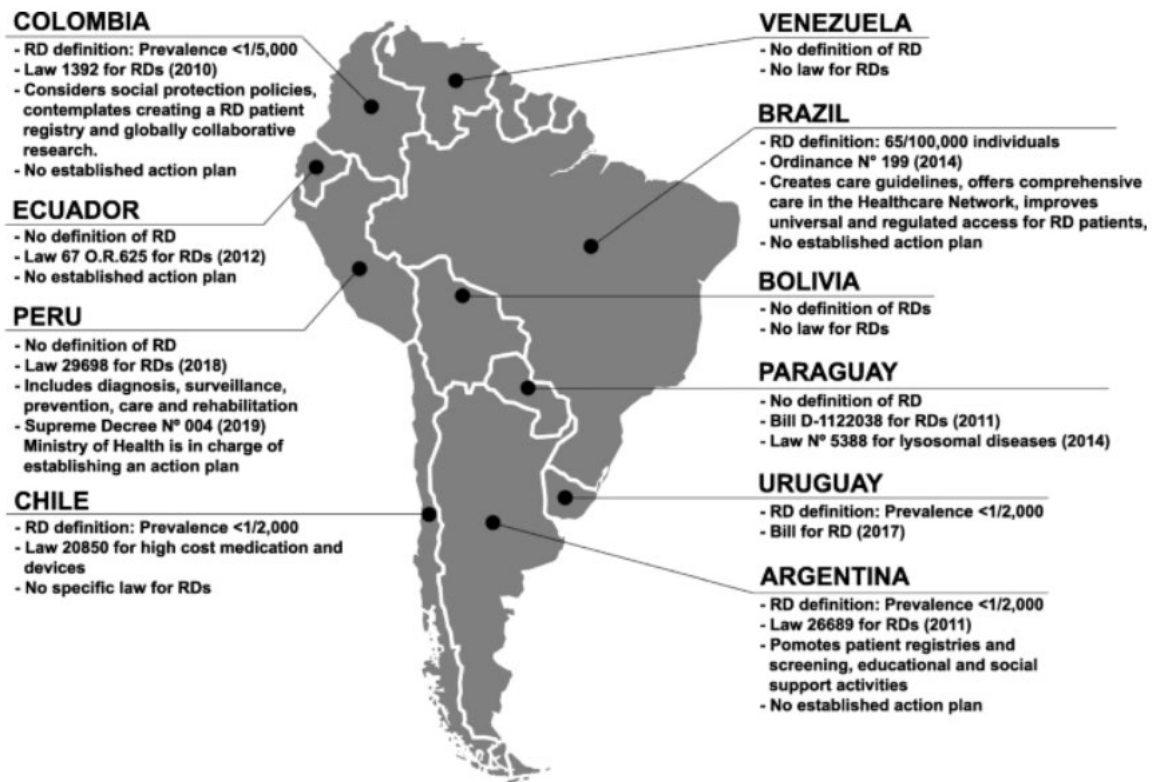 COLOMBIA
- RD definition: Prevalence <1/5,000
- Law 1392 for RDs (2010)
- Considers social protection policies,
contemplates creating a RD patient
registry and globally collaborative
research.
- No established action plan
ECUADOR
- No definition of RD
- Law 67 O.R.625 for RDs (2012)
- No established action plan
PERU
- No definition of RD
- Law 29698 for RDs (2018)
- Includes diagnosis, surveillance,
prevention, care and rehabilitation
- Supreme Decree Nº 004 (2019)
Ministry of Health is in charge of
establishing an action plan
CHILE
- RD definition: Prevalence <1/2,000
- Law 20850 for high cost medication and
devices
- No specific law for RDs
VENEZUELA
- No definition of RD
- No law for RDs
BRAZIL
- RD definition: 65/100,000 individuals
- Ordinance Nº 199 (2014)
- Creates care guidelines, offers comprehensive
care in the Healthcare Network, improves
universal and regulated access for RD patients,
- No established action plan
BOLIVIA
- No definition of RDs
- No law for RDs
PARAGUAY
- No definition of RD
- Bill D-1122038 for RDs (2011)
- Law Nº 5388 for lysosomal diseases (2014)
URUGUAY
- RD definition: Prevalence <1/2,000
- Bill for RD (2017)
ARGENTINA
- RD definition: Prevalence <1/2,000
- Law 26689 for RDs (2011)
- Promotes patient registries and
screening, educational and social
support activities
- No established action plan